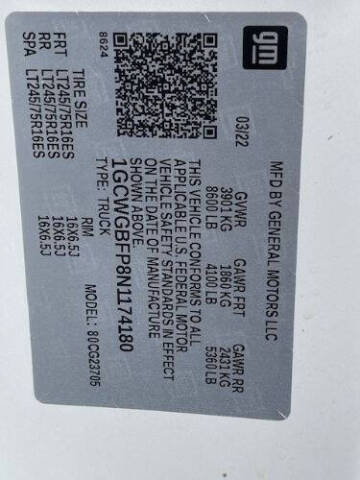 gm
MFD BY GENERAL MOTORS LLC
03/22
GVWR GAWR FRT GAWR RR
3901 KG 1860 KG 2431 KG
8600 LB 4100 LB 5360 LB
THIS VEHICLE CONFORMS TO ALL
APPLICABLE U.S. FEDERAL MOTOR
VEHICLE SAFETY STANDARDS IN EFFECT
ON THE DATE OF MANUFACTURE
SHOWN ABOVE.
1GCWGBFP8N1174180
TYPE: TRUCK
8624
MODEL: 80CG23705
TIRE SIZE RIM
FRT LT245/75R16ES 16X6.5J
RR LT245/75R16ES 16X6.5J
SPA LT245/75R16ES 16X6.5J